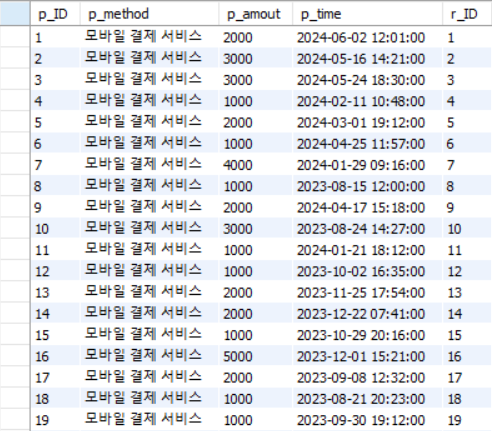 p_ID p_method p_amout p_time r_ID
1 모바일 결제 서비스 2000 2024-06-02 12:01:00 1
2 모바일 결제 서비스 3000 2024-05-16 14:21:00 2
3 모바일 결제 서비스 3000 2024-05-24 18:30:00 3
4 모바일 결제 서비스 1000 2024-02-11 10:48:00 4
5 모바일 결제 서비스 2000 2024-03-01 19:12:00 5
6 모바일 결제 서비스 1000 2024-04-25 11:57:00 6
7 모바일 결제 서비스 4000 2024-01-29 09:16:00 7
8 모바일 결제 서비스 1000 2023-08-15 12:00:00 8
9 모바일 결제 서비스 2000 2024-04-17 15:18:00 9
10 모바일 결제 서비스 3000 2023-08-24 14:27:00 10
11 모바일 결제 서비스 1000 2024-01-21 18:12:00 11
12 모바일 결제 서비스 1000 2023-10-02 16:35:00 12
13 모바일 결제 서비스 2000 2023-11-25 17:54:00 13
14 모바일 결제 서비스 2000 2023-12-22 07:41:00 14
15 모바일 결제 서비스 1000 2023-10-29 20:16:00 15
16 모바일 결제 서비스 5000 2023-12-01 15:21:00 16
17 모바일 결제 서비스 2000 2023-09-08 12:32:00 17
18 모바일 결제 서비스 1000 2023-08-21 20:23:00 18
19 모바일 결제 서비스 1000 2023-09-30 19:12:00 19